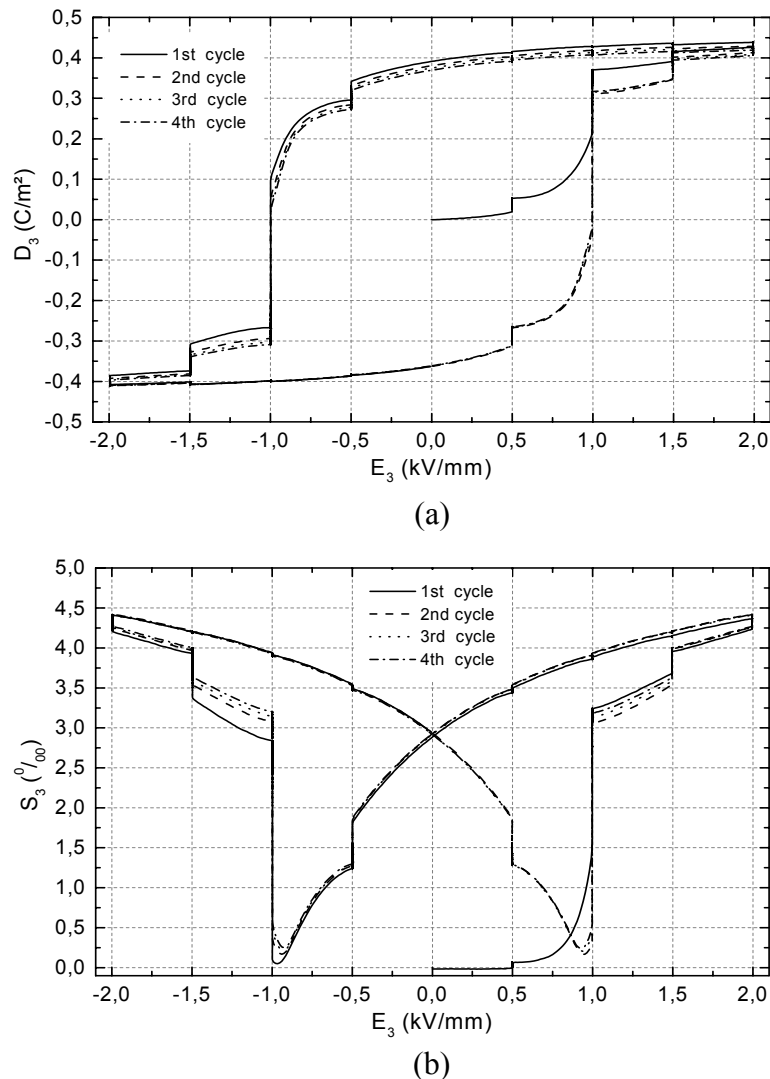 0,5
0,4
0,3
0,1
0,0
-0,1
-0,3
-0,4
-0,5
D3 (C/m²)
1st cycle
2nd cycle
3rd cycle
4th cycle
-2,0 -1,5 -1,0 -0,5 0,0 0,5 1,0 1,5 2,0
E3 (kV/mm)
(a)
5,0
4,5
4,0
3,5
3,0
2,5
2,0
1,5
1,0
0,5
0,0
S3 (0/00)
1st cycle
2nd cycle
3rd cycle
4th cycle
-2,0 -1,5 -1,0 -0,5 0,0 0,5 1,0 1,5 2,0
E3 (kV/mm)
(b)